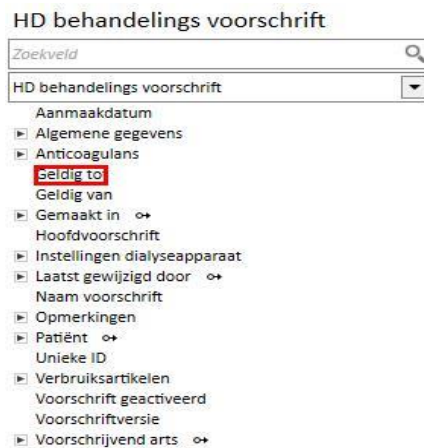 HD behandelings voorschrift
Zoekveld
HD behandelings voorschrift
Aanmaakdatum
Algemene gegevens
Anticoagulans
Geldig tot
Geldig van
Gemaakt in
Hoofdvoorschrift
Instellingen dialyseapparaat
Laatst gewijzigd door
Naam voorschrift
Opmerkingen
Patiënt
Unieke ID
Verbruiksartikelen
Voorschrift geactiveerd
Voorschriftversie
Voorschrijvend arts